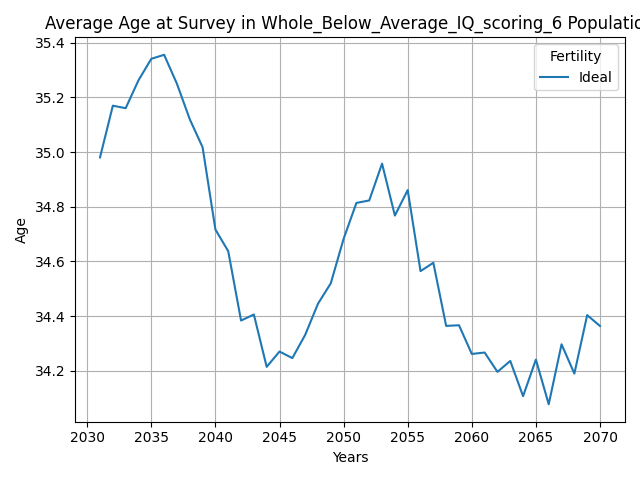 Average Age at Survey in Whole_Below_Average_IQ_scoring_6 Populatio
35.4
35.2
35.0
34.8
34.6
34.4
34.2
Age
Fertility
Ideal
2030 2035 2040 2045 2050 2055 2060 2065 2070
Years